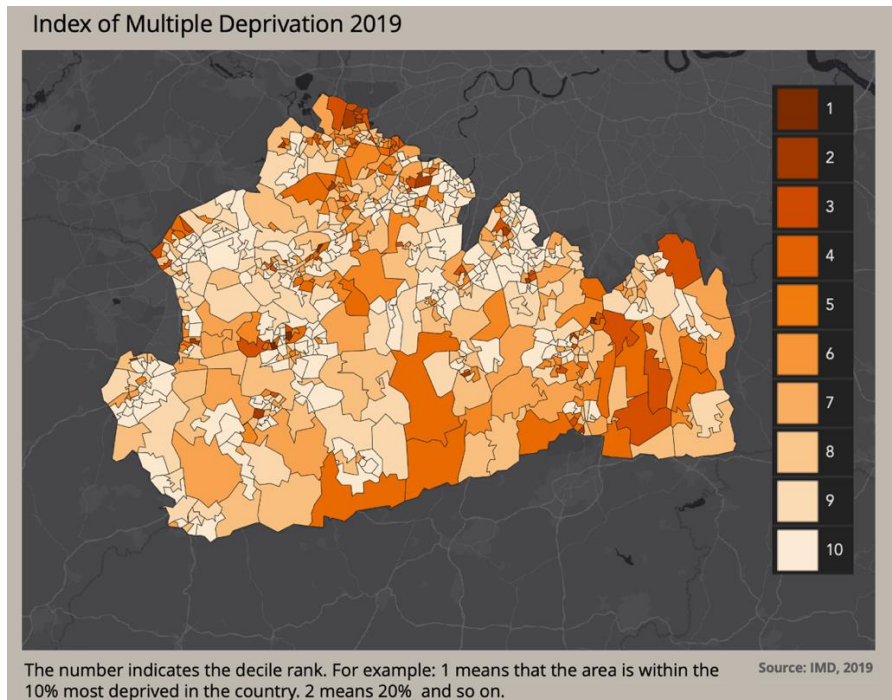 Index of Multiple Deprivation 2019
1
2
3
4
5
6
7
8
9
10
The number indicates the decile rank. For example: 1 means that the area is within the
10% most deprived in the country. 2 means 20% and so on.
Source: IMD, 2019